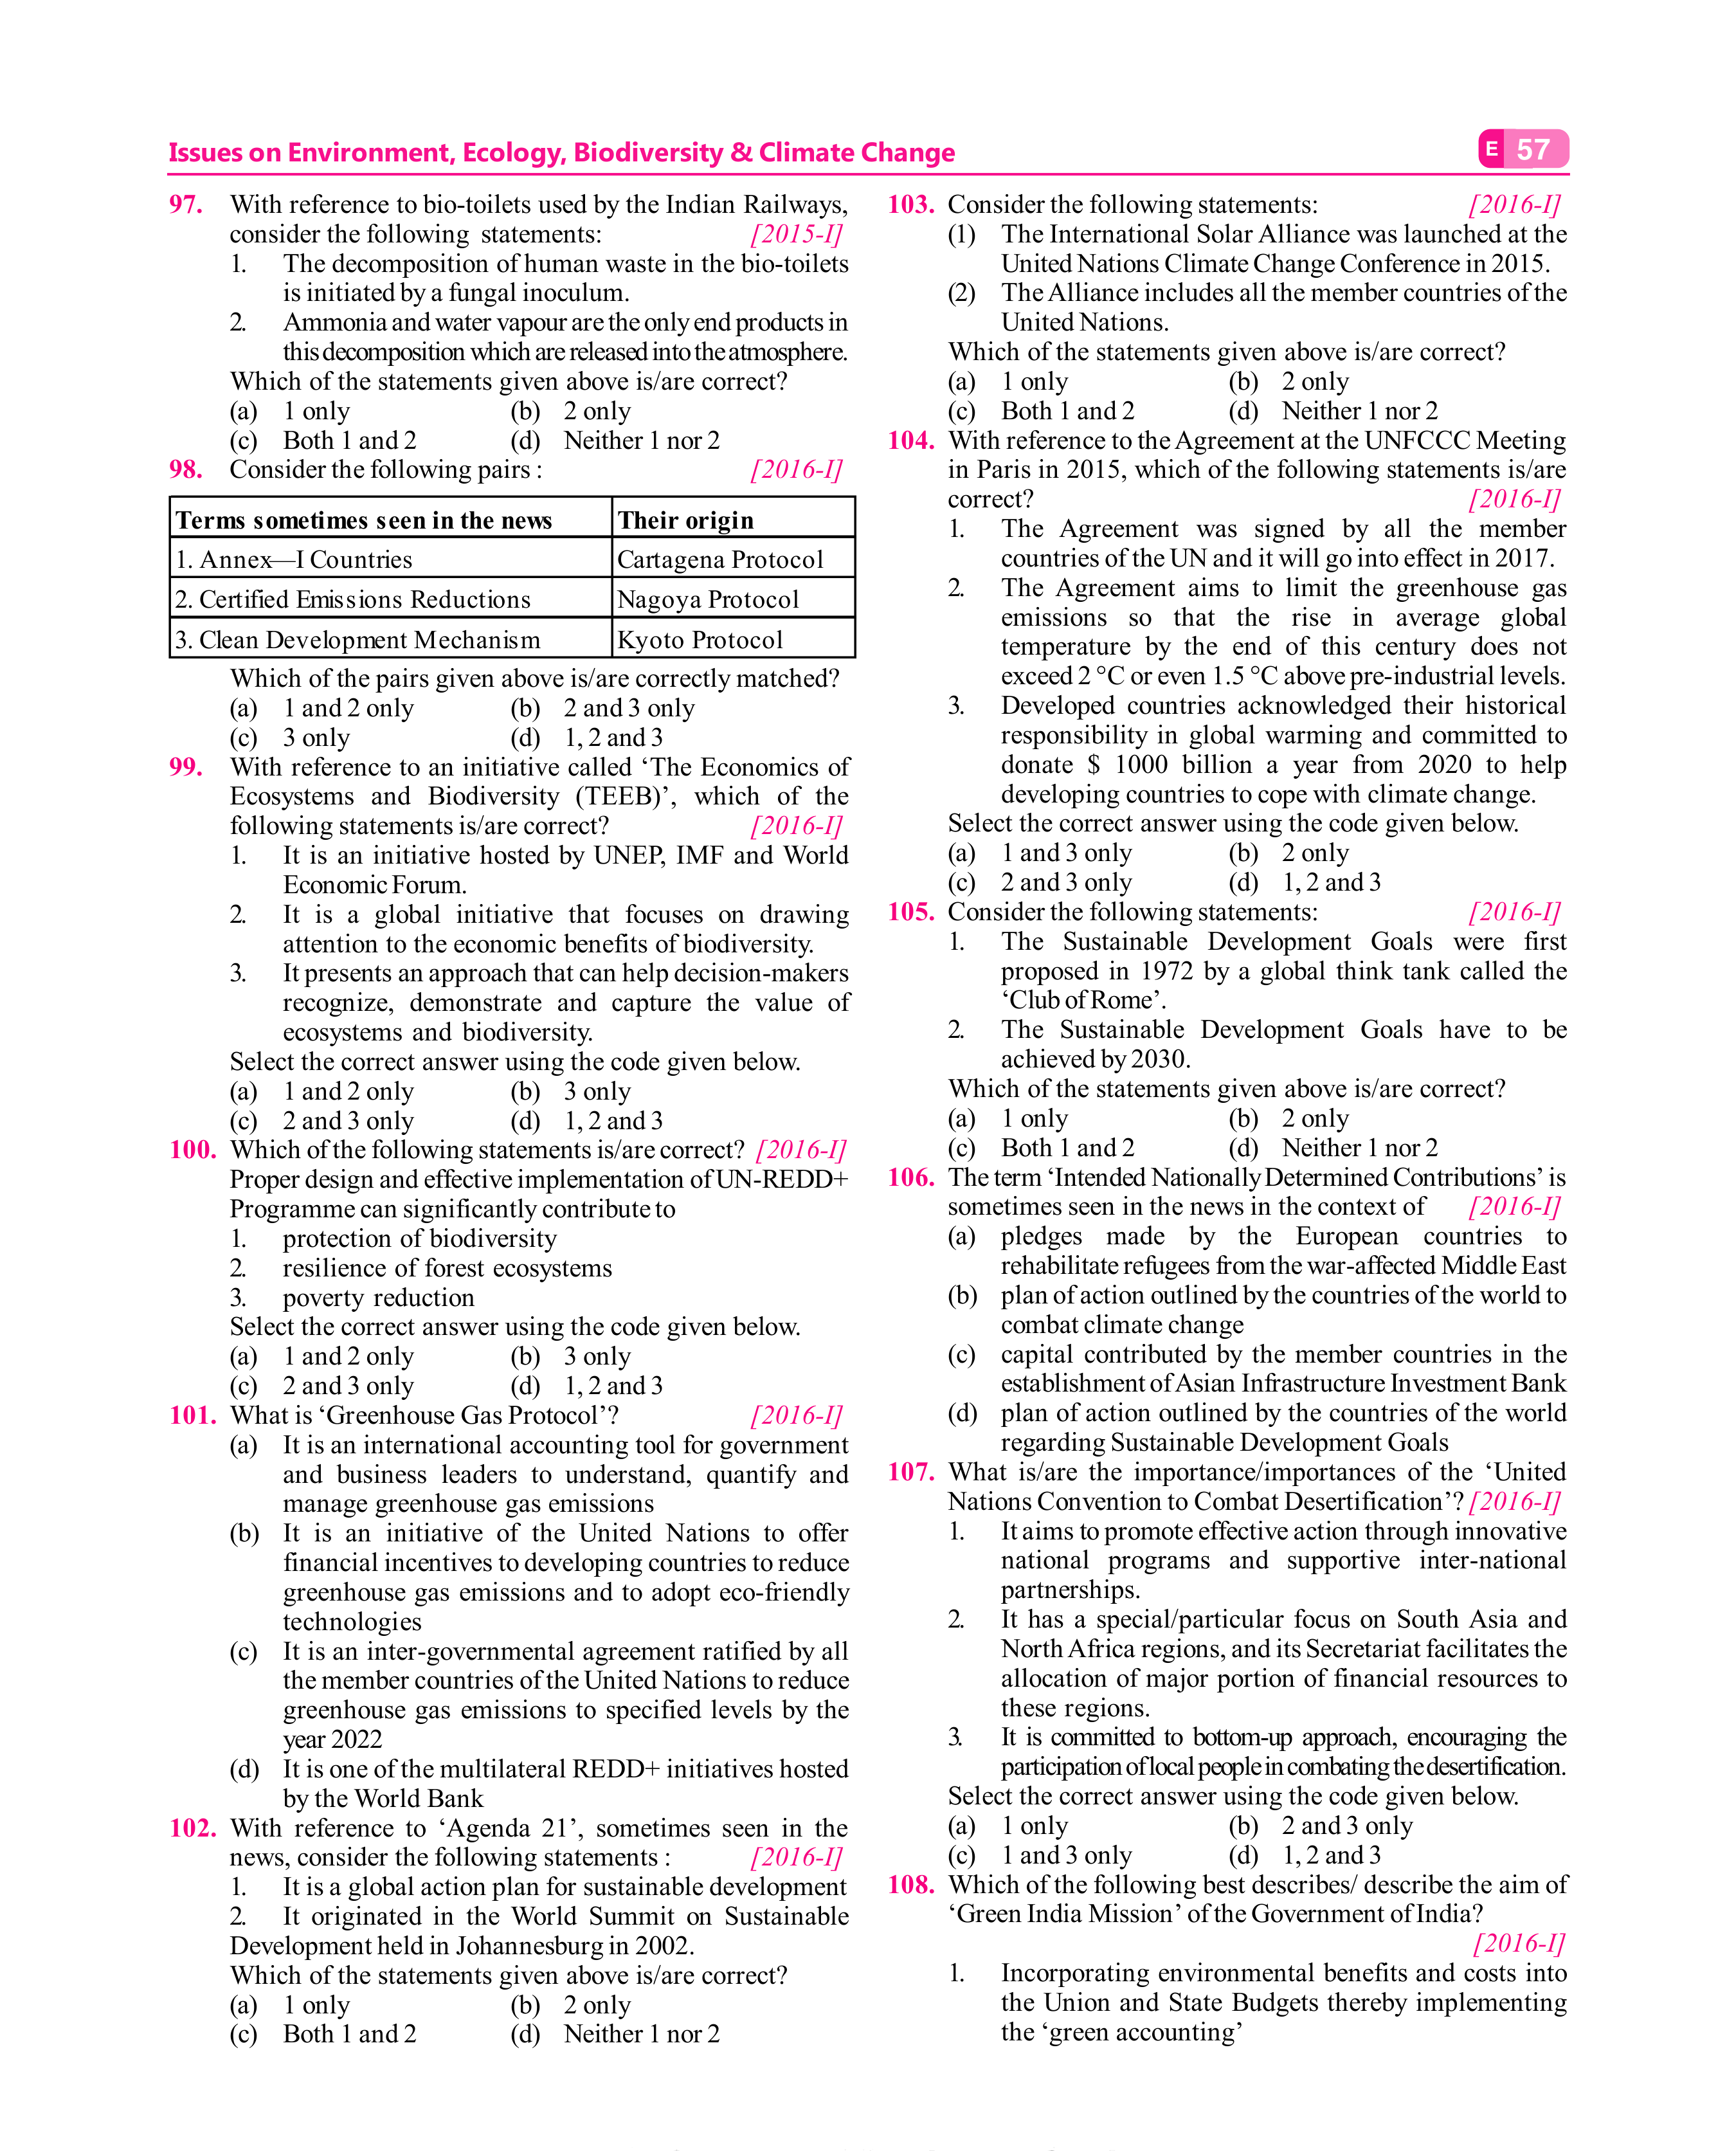 Issues on Environment, Ecology, Biodiversity & Climate Change
E 57
97. With reference to bio-toilets used by the Indian Railways,
consider the following statements: [2015-I]
1. The decomposition of human waste in the bio-toilets
is initiated by a fungal inoculum.
2. Ammonia and water vapour are the only end products in
this decomposition which are released into the atmosphere.
Which of the statements given above is/are correct?
(a) 1 only (b) 2 only
(c) Both 1 and 2 (d) Neither 1 nor 2
98. Consider the following pairs : [2016-I]
Terms sometimes seen in the news Their origin
1. Annex—I Countries Cartagena Protocol
2. Certified Emissions Reductions Nagoya Protocol
3. Clean Development Mechanism Kyoto Protocol
Which of the pairs given above is/are correctly matched?
(a) 1 and 2 only (b) 2 and 3 only
(c) 3 only (d) 1, 2 and 3
99. With reference to an initiative called ‘The Economics of
Ecosystems and Biodiversity (TEEB)’, which of the
following statements is/are correct? [2016-I]
1. It is an initiative hosted by UNEP, IMF and World
Economic Forum.
2. It is a global initiative that focuses on drawing
attention to the economic benefits of biodiversity.
3. It presents an approach that can help decision-makers
recognize, demonstrate and capture the value of
ecosystems and biodiversity.
Select the correct answer using the code given below.
(a) 1 and 2 only (b) 3 only
(c) 2 and 3 only (d) 1, 2 and 3
100. Which of the following statements is/are correct? [2016-I]
Proper design and effective implementation of UN-REDD+
Programme can significantly contribute to
1. protection of biodiversity
2. resilience of forest ecosystems
3. poverty reduction
Select the correct answer using the code given below.
(a) 1 and 2 only (b) 3 only
(c) 2 and 3 only (d) 1, 2 and 3
101. What is ‘Greenhouse Gas Protocol’? [2016-I]
(a) It is an international accounting tool for government
and business leaders to understand, quantify and
manage greenhouse gas emissions
(b) It is an initiative of the United Nations to offer
financial incentives to developing countries to reduce
greenhouse gas emissions and to adopt eco-friendly
technologies
(c) It is an inter-governmental agreement ratified by all
the member countries of the United Nations to reduce
greenhouse gas emissions to specified levels by the
year 2022
(d) It is one of the multilateral REDD+ initiatives hosted
by the World Bank
102. With reference to ‘Agenda 21’, sometimes seen in the
news, consider the following statements : [2016-I]
1. It is a global action plan for sustainable development
2. It originated in the World Summit on Sustainable
Development held in Johannesburg in 2002.
Which of the statements given above is/are correct?
(a) 1 only (b) 2 only
(c) Both 1 and 2 (d) Neither 1 nor 2
103. Consider the following statements: [2016-I]
(1) The International Solar Alliance was launched at the
United Nations Climate Change Conference in 2015.
(2) The Alliance includes all the member countries of the
United Nations.
Which of the statements given above is/are correct?
(a) 1 only (b) 2 only
(c) Both 1 and 2 (d) Neither 1 nor 2
104. With reference to the Agreement at the UNFCCC Meeting
in Paris in 2015, which of the following statements is/are
correct? [2016-I]
1. The Agreement was signed by all the member
countries of the UN and it will go into effect in 2017.
2. The Agreement aims to limit the greenhouse gas
emissions so that the rise in average global
temperature by the end of this century does not
exceed 2 °C or even 1.5 °C above pre-industrial levels.
3. Developed countries acknowledged their historical
responsibility in global warming and committed to
donate $ 1000 billion a year from 2020 to help
developing countries to cope with climate change.
Select the correct answer using the code given below.
(a) 1 and 3 only (b) 2 only
(c) 2 and 3 only (d) 1, 2 and 3
105. Consider the following statements: [2016-I]
1. The Sustainable Development Goals were first
proposed in 1972 by a global think tank called the
‘Club of Rome’.
2. The Sustainable Development Goals have to be
achieved by 2030.
Which of the statements given above is/are correct?
(a) 1 only (b) 2 only
(c) Both 1 and 2 (d) Neither 1 nor 2
106. The term ‘Intended Nationally Determined Contributions’ is
sometimes seen in the news in the context of [2016-I]
(a) pledges made by the European countries to
rehabilitate refugees from the war-affected Middle East
(b) plan of action outlined by the countries of the world to
combat climate change
(c) capital contributed by the member countries in the
establishment of Asian Infrastructure Investment Bank
(d) plan of action outlined by the countries of the world
regarding Sustainable Development Goals
107. What is/are the importance/importances of the ‘United
Nations Convention to Combat Desertification’? [2016-I]
1. It aims to promote effective action through innovative
national programs and supportive inter-national
partnerships.
2. It has a special/particular focus on South Asia and
North Africa regions, and its Secretariat facilitates the
allocation of major portion of financial resources to
these regions.
3. It is committed to bottom-up approach, encouraging the
participation of local people in combating the desertification.
Select the correct answer using the code given below.
(a) 1 only (b) 2 and 3 only
(c) 1 and 3 only (d) 1, 2 and 3
108. Which of the following best describes/ describe the aim of
‘Green India Mission’ of the Government of India?
[2016-I]
1. Incorporating environmental benefits and costs into
the Union and State Budgets thereby implementing
the ‘green accounting’